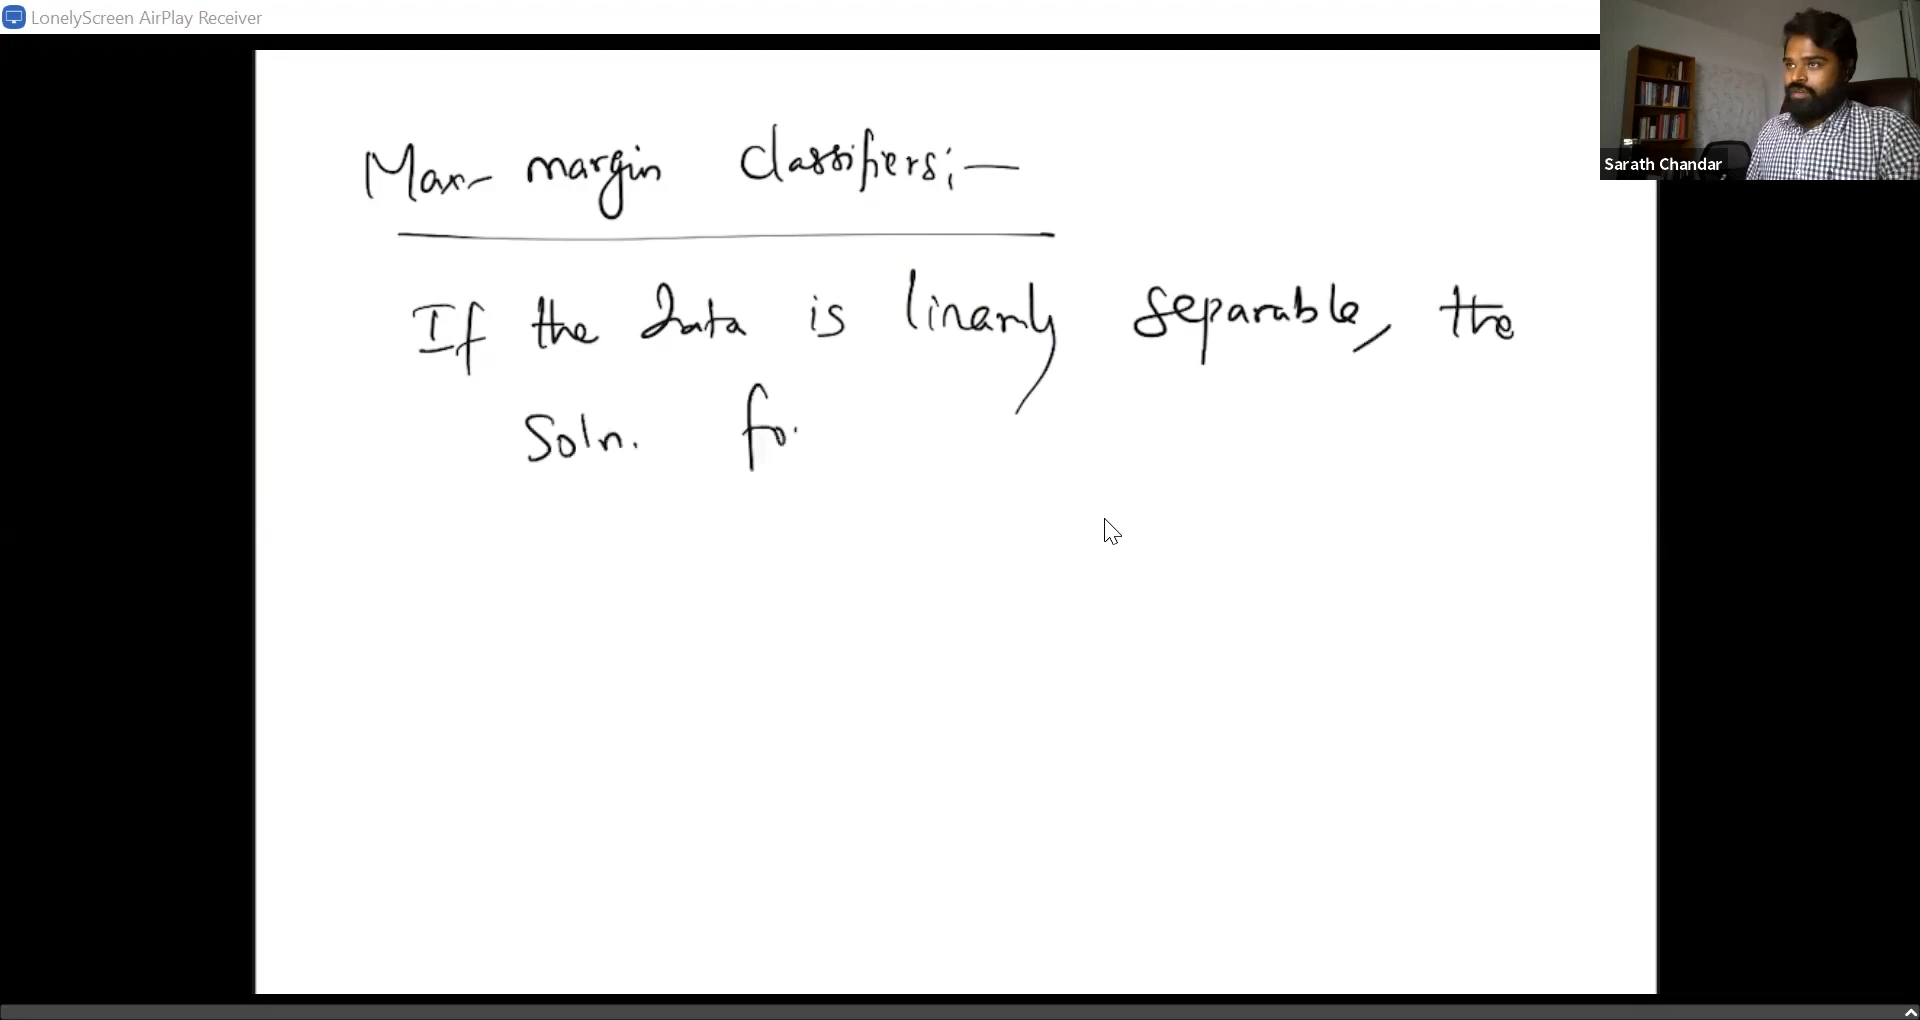 LonelyScreen AirPlay Receiver
Sarath Chandar
Max- margin classifiers:—
If the data is linearly separable, the
Soln. fo